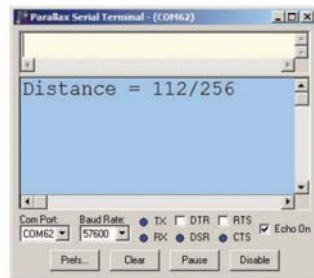 Parallax Serial Terminal - (COM62)
Distance = 112/256
Com Port: Baud Rate: TX DTR RTS
COM62 57600 RX DSR CTS Echo On
Prefs... Clear Pause Disable